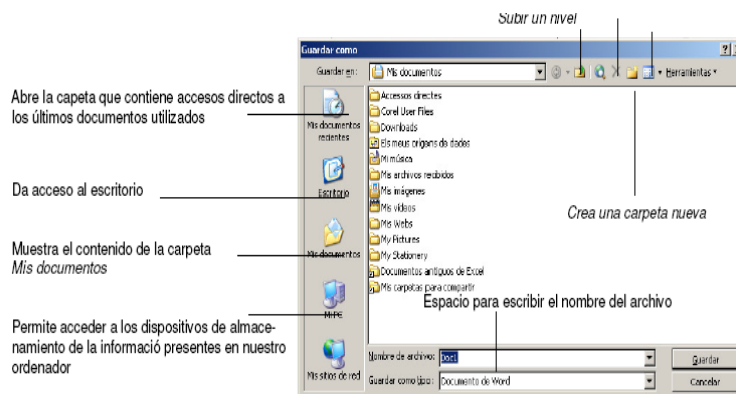 Subir un nivel
Guardar como
Guardar en: Mis documentos Herramientas
Abre la capeta que contiene accesos directos a
los últimos documentos utilizados
Mis documentos
recientes
Accessos directes
Corel User Files
Downloads
Els meus orígens de dades
Mi música
Mis archivos recibidos
Mis imágenes
Mis vídeos
Mis Webs
My Pictures
My Stationery
Documentos antiguos de Excel
Mis carpetas para compartir
Da acceso al escritorio
Escritorio
Crea una carpeta nueva
Muestra el contenido de la carpeta
Mis documentos
Mis documentos
Permite acceder a los dispositivos de almace-
namiento de la informació presentes en nuestro
ordenador
Mi PC
Mis sitios de red
Espacio para escribir el nombre del archivo
Nombre de archivo: Doc1 Guardar
Guardar como tipo: Documento de Word Cancelar